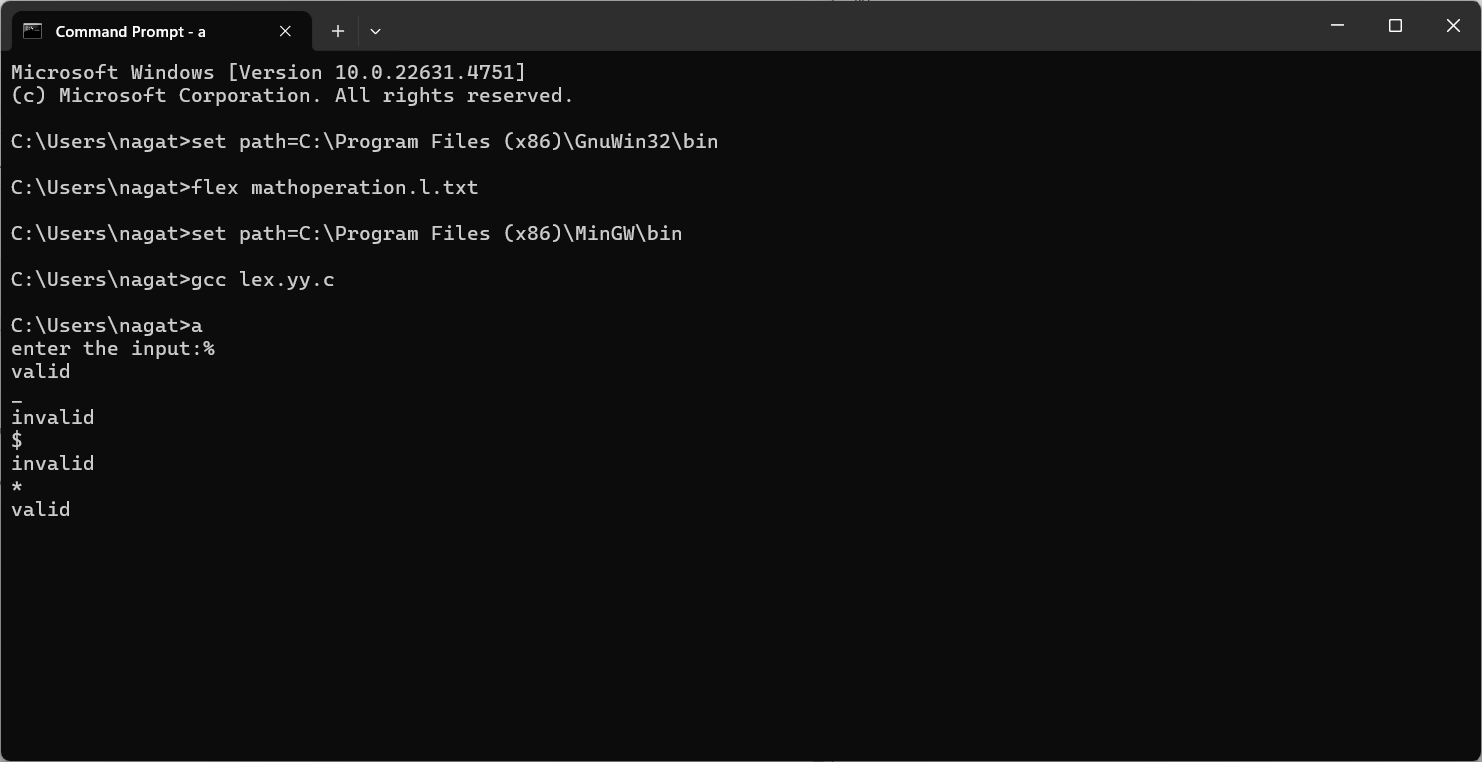 Command Prompt - a
Microsoft Windows [Version 10.0.22631.4751]
(c) Microsoft Corporation. All rights reserved.
C:\Users\nagat>set path=C:\Program Files (x86)\GnuWin32\bin
C:\Users\nagat>flex mathoperation.l.txt
C:\Users\nagat>set path=C:\Program Files (x86)\MinGW\bin
C:\Users\nagat>gcc lex.yy.c
C:\Users\nagat>a
enter the input:%
valid
_
invalid
$
invalid
*
valid